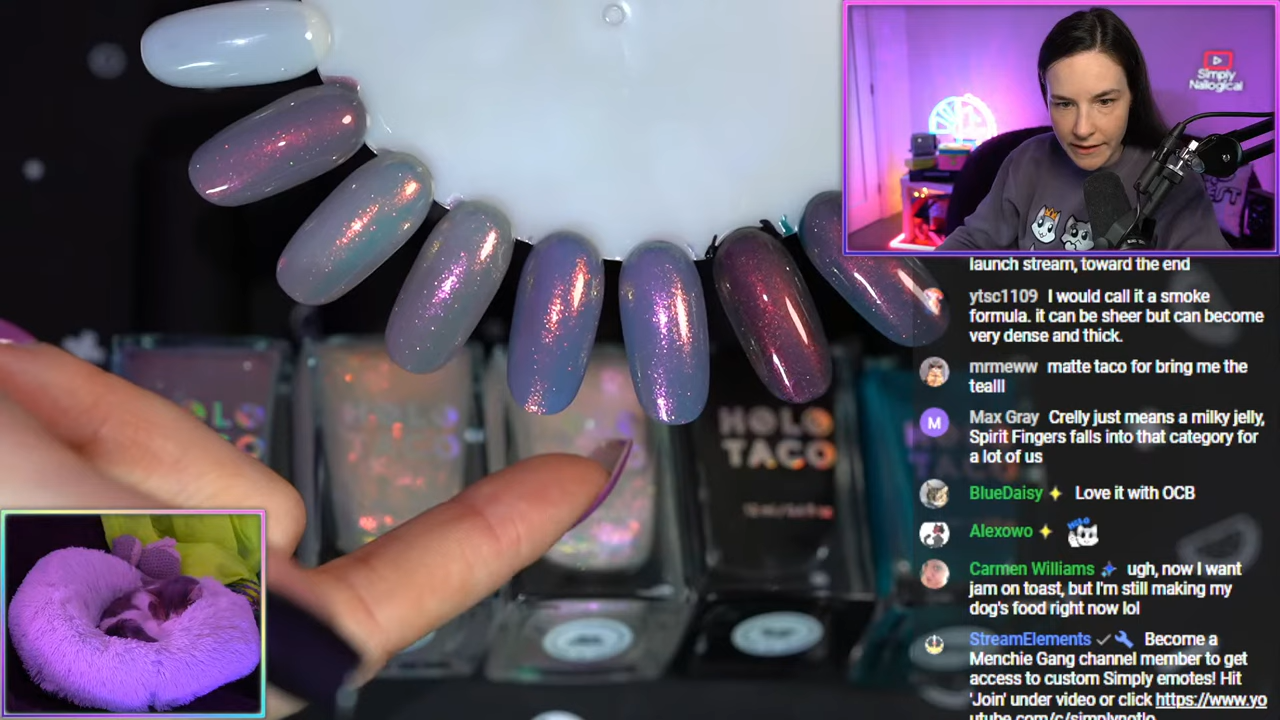 Simply
Nailogical
launch stream, toward the end
ytsc1109 I would call it a smoke
formula. it can be sheer but can become
very dense and thick.
mrmeww matte taco for bring me the
tealll
Max Gray Crelly just means a milky jelly,
Spirit Fingers falls into that category for
a lot of us
BlueDaisy Love it with OCB
Alexowo
Carmen Williams ugh, now I want
jam on toast, but I'm still making my
dog's food right now lol
StreamElements Become a
Menchie Gang channel member to get
access to custom Simply emotes! Hit
'Join' under video or click https://www.yo
utube.com/c/simplynotlo
M
HOLO
TACO